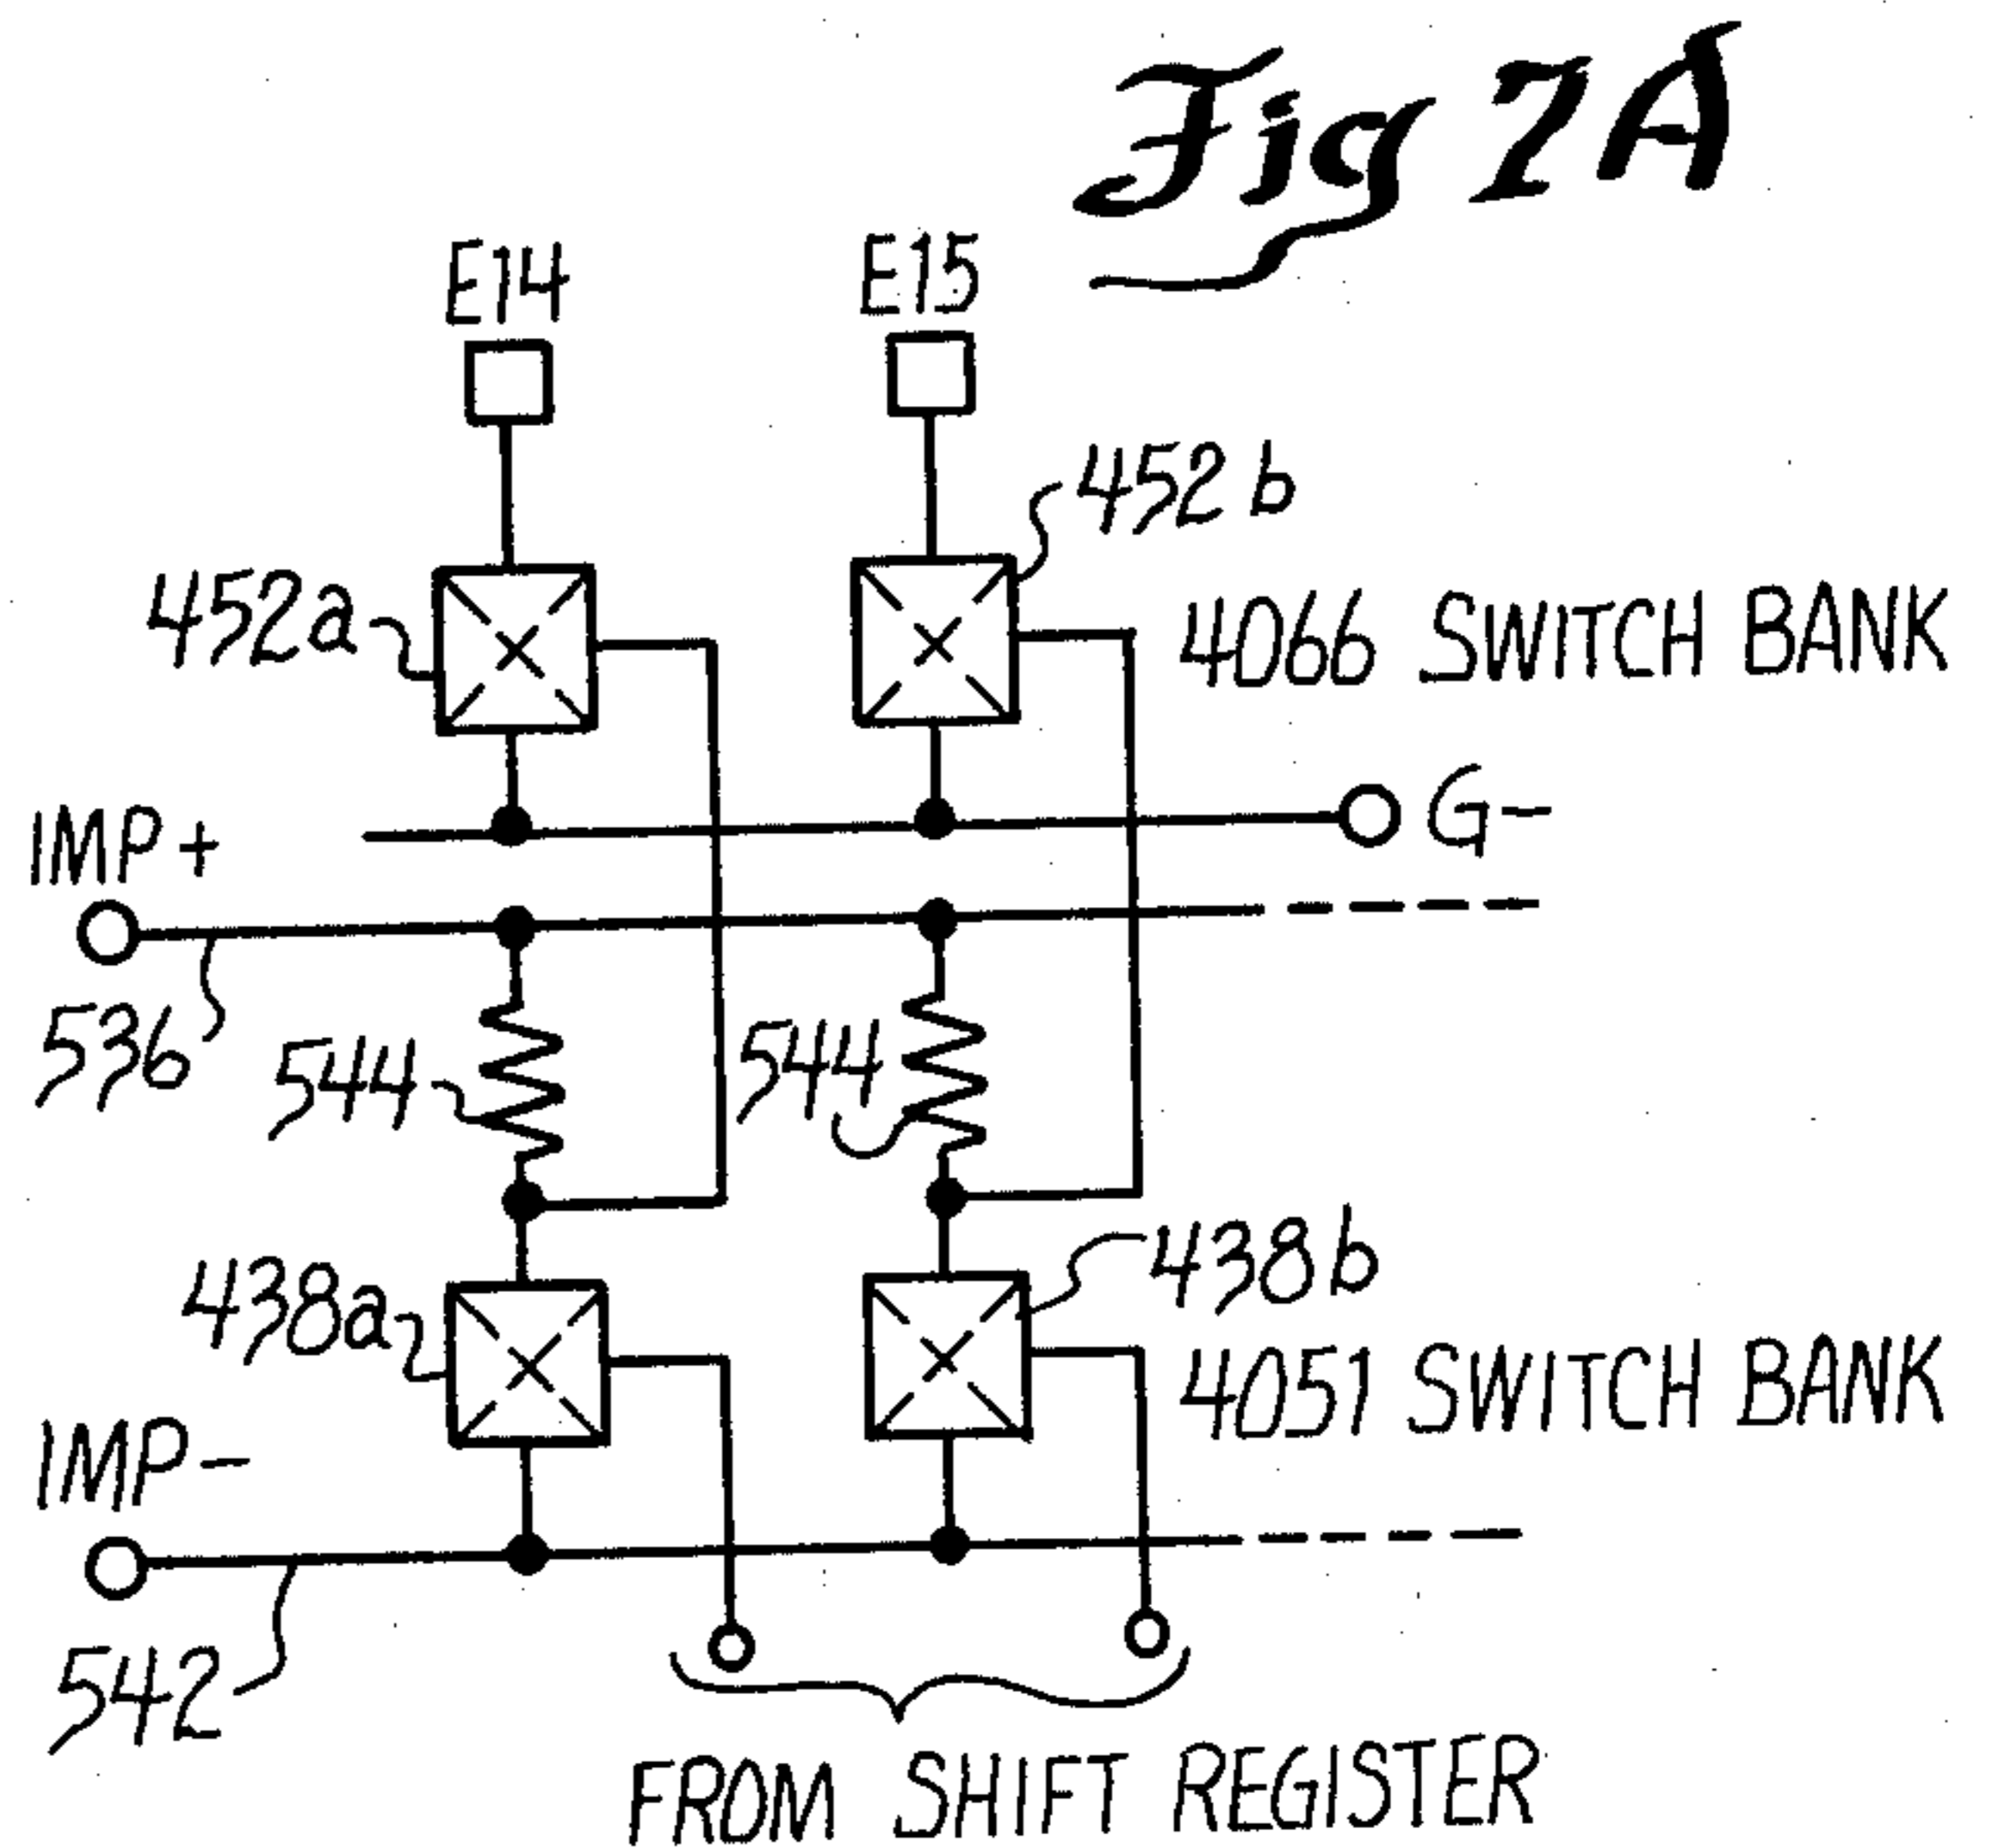 Fig 7A
E14
E15
452b
452a
4066 SWITCH BANK
IMP+
G-
536
544
544
438a
438b
4051 SWITCH BANK
IMP-
542
FROM SHIFT REGISTER